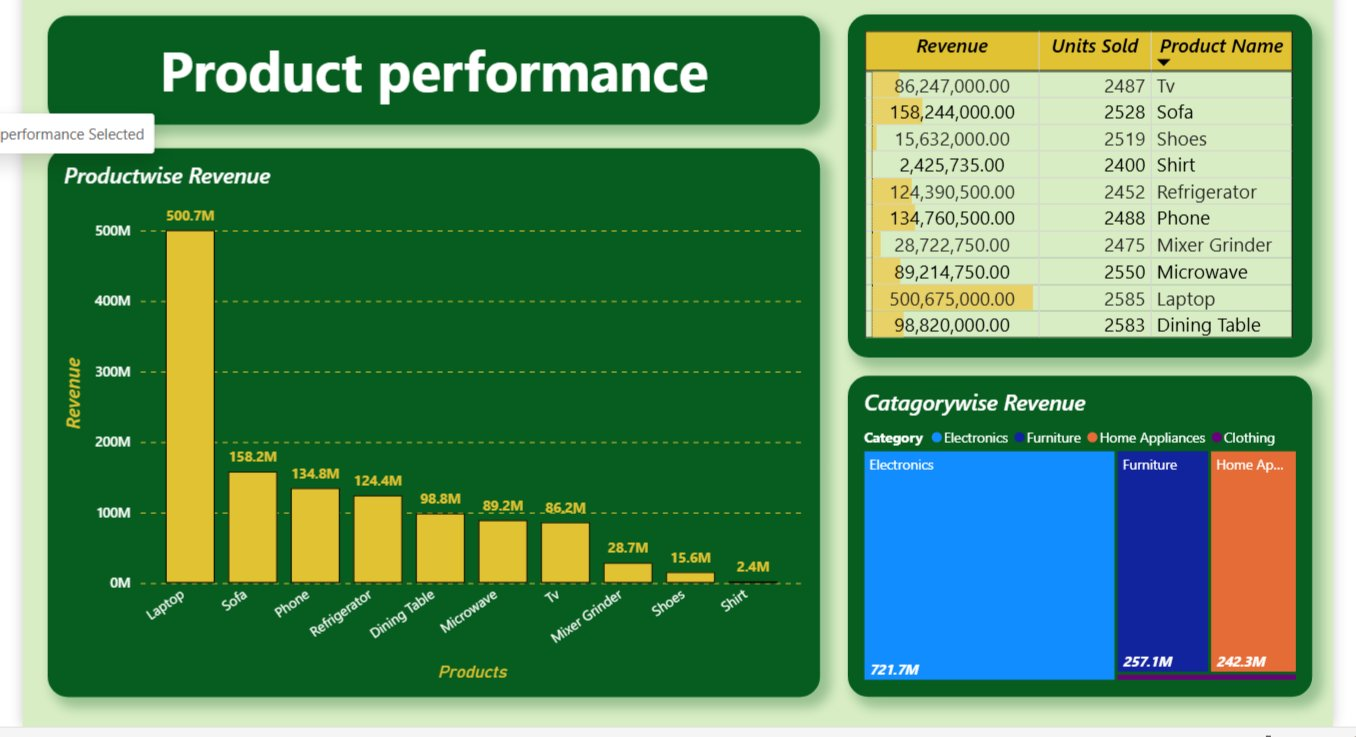 Product performance
performance Selected
Productwise Revenue
500.7M
500M
400M
300M
200M
100M
0M
Revenue
158.2M
134.8M
124.4M
98.8M
89.2M
86.2M
28.7M
15.6M
2.4M
Laptop
Sofa
Phone
Refrigerator
Dining Table
Microwave
Tv
Mixer Grinder
Shoes
Shirt
Products
Revenue Units Sold Product Name
86,247,000.00 2487 Tv
158,244,000.00 2528 Sofa
15,632,000.00 2519 Shoes
2,425,735.00 2400 Shirt
124,390,500.00 2452 Refrigerator
134,760,500.00 2488 Phone
28,722,750.00 2475 Mixer Grinder
89,214,750.00 2550 Microwave
500,675,000.00 2585 Laptop
98,820,000.00 2583 Dining Table
Catagorywise Revenue
Category Electronics Furniture Home Appliances Clothing
Electronics
721.7M
Furniture
257.1M
Home Ap...
242.3M